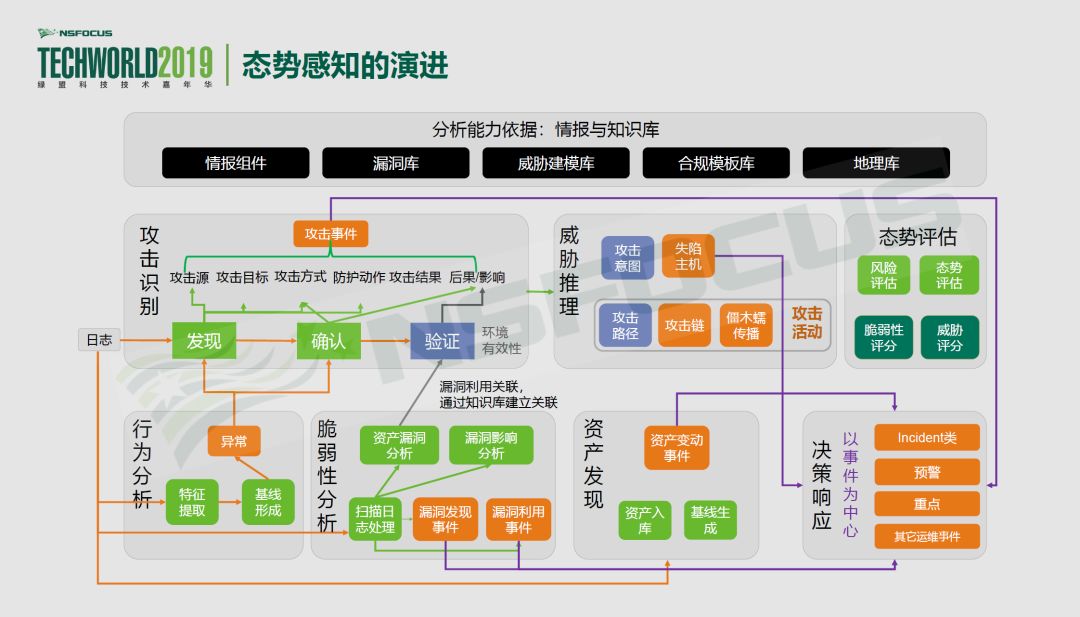 NSFOCUS
TECHWORLD2019
绿盟科技技术嘉年华
态势感知的演进
分析能力依据：情报与知识库
情报组件
漏洞库
威胁建模库
合规模板库
地理库
攻击识别
攻击事件
攻击源
攻击目标
攻击方式
防护动作
攻击结果
后果/影响
日志
发现
确认
验证
环境
有效性
威胁推理
攻击
意图
失陷
主机
攻击
路径
攻击链
僵木蠕
传播
攻击
活动
态势评估
风险
评估
态势
评估
脆弱性
评分
威胁
评分
漏洞利用关联，
通过知识库建立关联
行为分析
异常
特征
提取
基线
形成
脆弱性分析
资产漏洞
分析
漏洞影响
分析
扫描日
志处理
漏洞发现
事件
漏洞利用
事件
资产发现
资产变动
事件
资产入
库
基线生
成
决策响应
以事件为中心
Incident类
预警
重点
其它运维事件
NSFOCUS